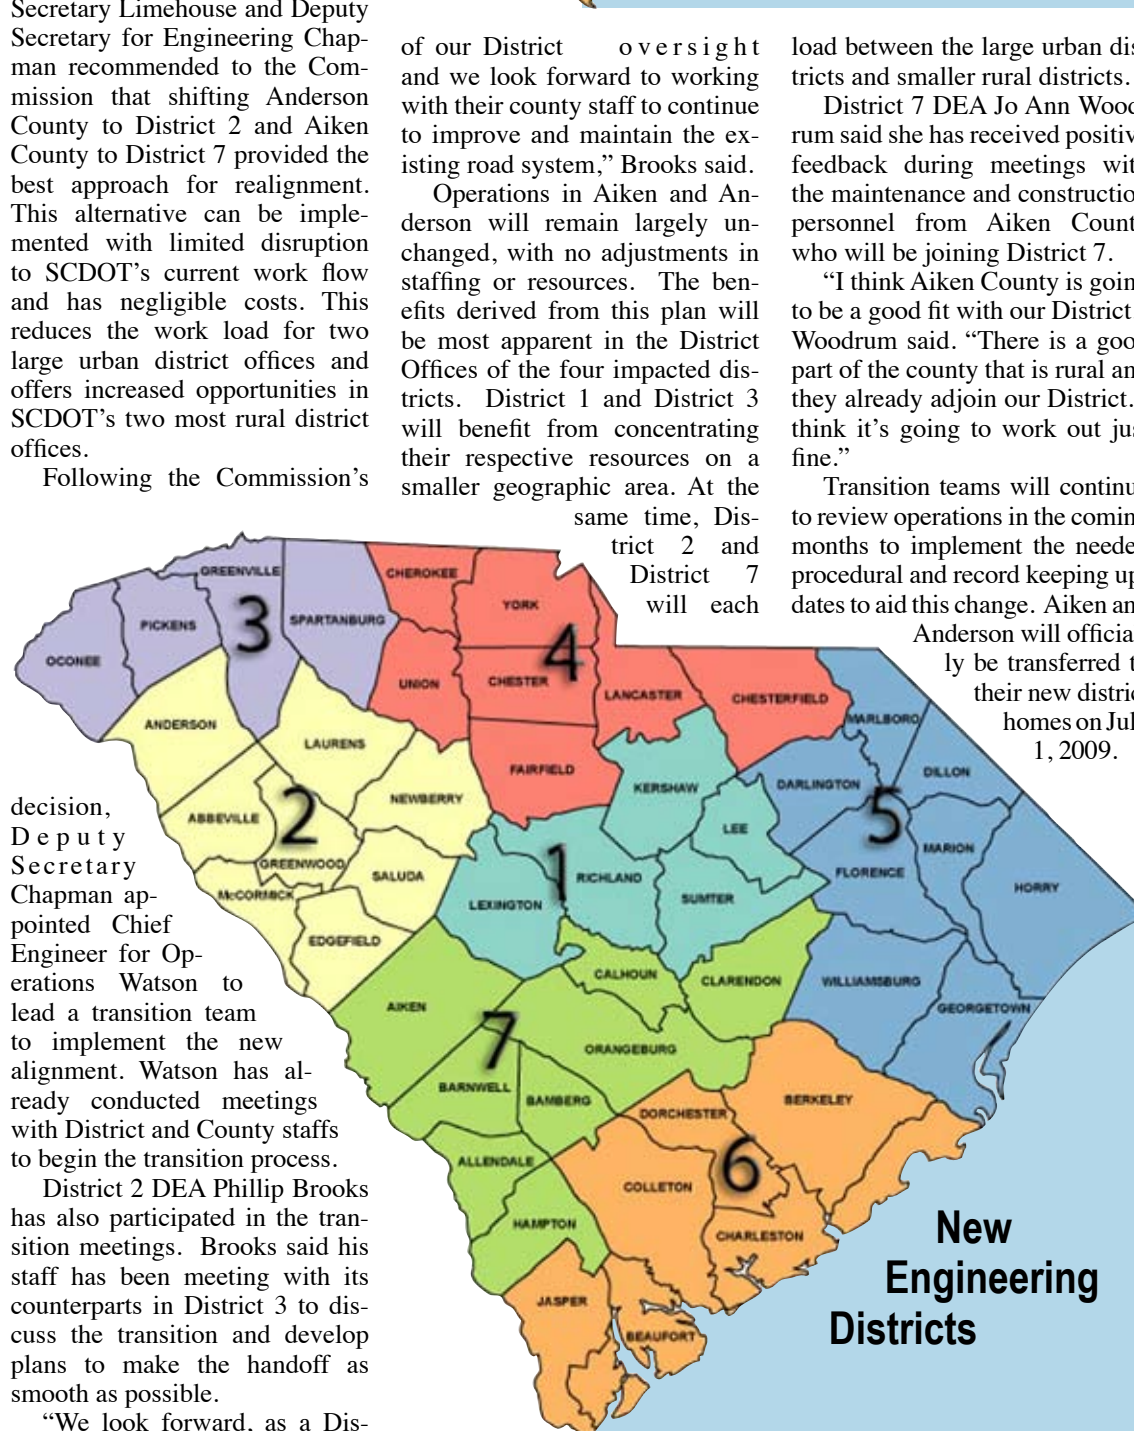 Secretary Limehouse and Deputy
Secretary for Engineering Chap-
man recommended to the Com-
mission that shifting Anderson
County to District 2 and Aiken
County to District 7 provided the
best approach for realignment.
This alternative can be imple-
mented with limited disruption
to SCDOT's current work flow
and has negligible costs. This
reduces the work load for two
large urban district offices and
offers increased opportunities in
SCDOT's two most rural district
offices.
Following the Commission's
decision,
Deputy
Secretary
Chapman ap-
pointed Chief
Engineer for Op-
erations Watson to
lead a transition team
to implement the new
alignment. Watson has al-
ready conducted meetings
with District and County staffs
to begin the transition process.
District 2 DEA Phillip Brooks
has also participated in the tran-
sition meetings. Brooks said his
staff has been meeting with its
counterparts in District 3 to dis-
cuss the transition and develop
plans to make the handoff as
smooth as possible.
“We look forward, as a Dis-
of our District oversight
and we look forward to working
with their county staff to continue
to improve and maintain the ex-
isting road system,” Brooks said.
Operations in Aiken and An-
derson will remain largely un-
changed, with no adjustments in
staffing or resources. The ben-
efits derived from this plan will
be most apparent in the District
Offices of the four impacted dis-
tricts. District 1 and District 3
will benefit from concentrating
their respective resources on a
smaller geographic area. At the
same time, Dis-
trict 2 and
District 7
will each
load between the large urban dis
tricts and smaller rural districts.
District 7 DEA Jo Ann Wood
rum said she has received positiv
feedback during meetings wit
the maintenance and constructio
personnel from Aiken Count
who will be joining District 7.
“I think Aiken County is goin
to be a good fit with our District
Woodrum said. “There is a goo
part of the county that is rural an
they already adjoin our District.
think it's going to work out jus
fine.”
Transition teams will continu
to review operations in the comin
months to implement the neede
procedural and record keeping up
dates to aid this change. Aiken an
Anderson will officia
ly be transferred t
their new distric
homes on Jul
1, 2009.
GREENVILLE
CHEROKEE
YORK
3
SPARTANBURG
PICKENS
OCONEE
4
UNION
CHESTER
LANCASTER
CHESTERFIELD
MARLBORO
ANDERSON
LAURENS
FAIRFIELD
DILLON
KERSHAW
DARLINGTON
NEWBERRY
ABBEVILLE
2
LEE
5
MARION
GREENWOOD
SALUDA
1
RICHLAND
FLORENCE
HORRY
McCORMICK
LEXINGTON
SUMTER
EDGEFIELD
CALHOUN
CLARENDON
WILLIAMSBURG
AIKEN
GEORGETOWN
7
ORANGEBURG
BARNWELL
BAMBERG
DORCHESTER
BERKELEY
ALLENDALE
6
COLLETON
HAMPTON
CHARLESTON
JASPER
BEAUFORT
New
Engineering
Districts